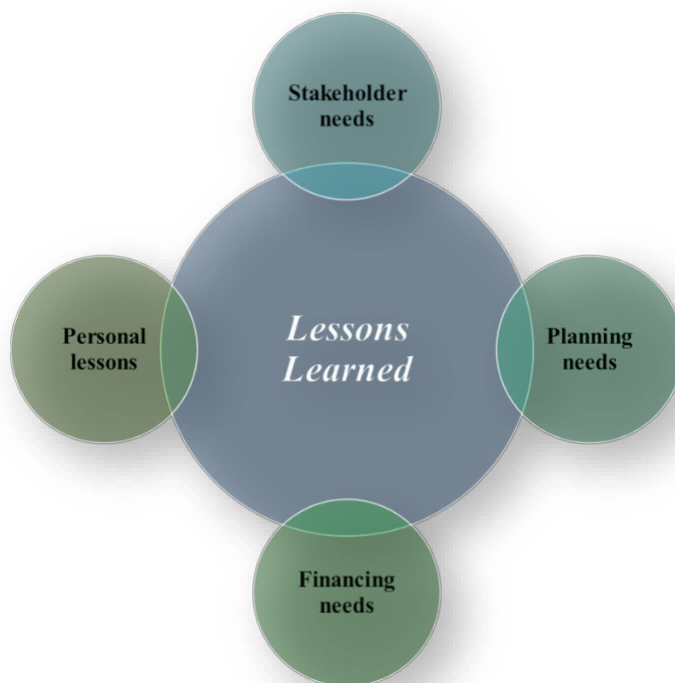 Stakeholder
needs
Personal
lessons
Lessons
Learned
Planning
needs
Financing
needs